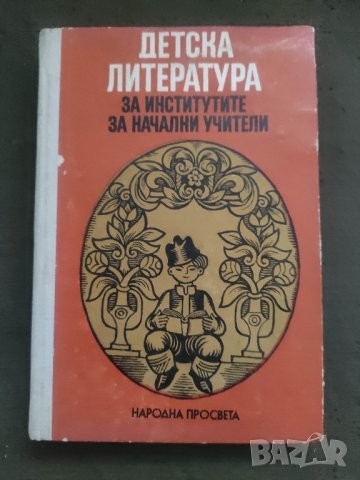 ДЕТСКА
ЛИТЕРАТУРА
ЗА ИНСТИТУТИТЕ
ЗА НАЧАЛНИ УЧИТЕЛИ
НАРОДНА ПРОСВЕТА
BAZAR